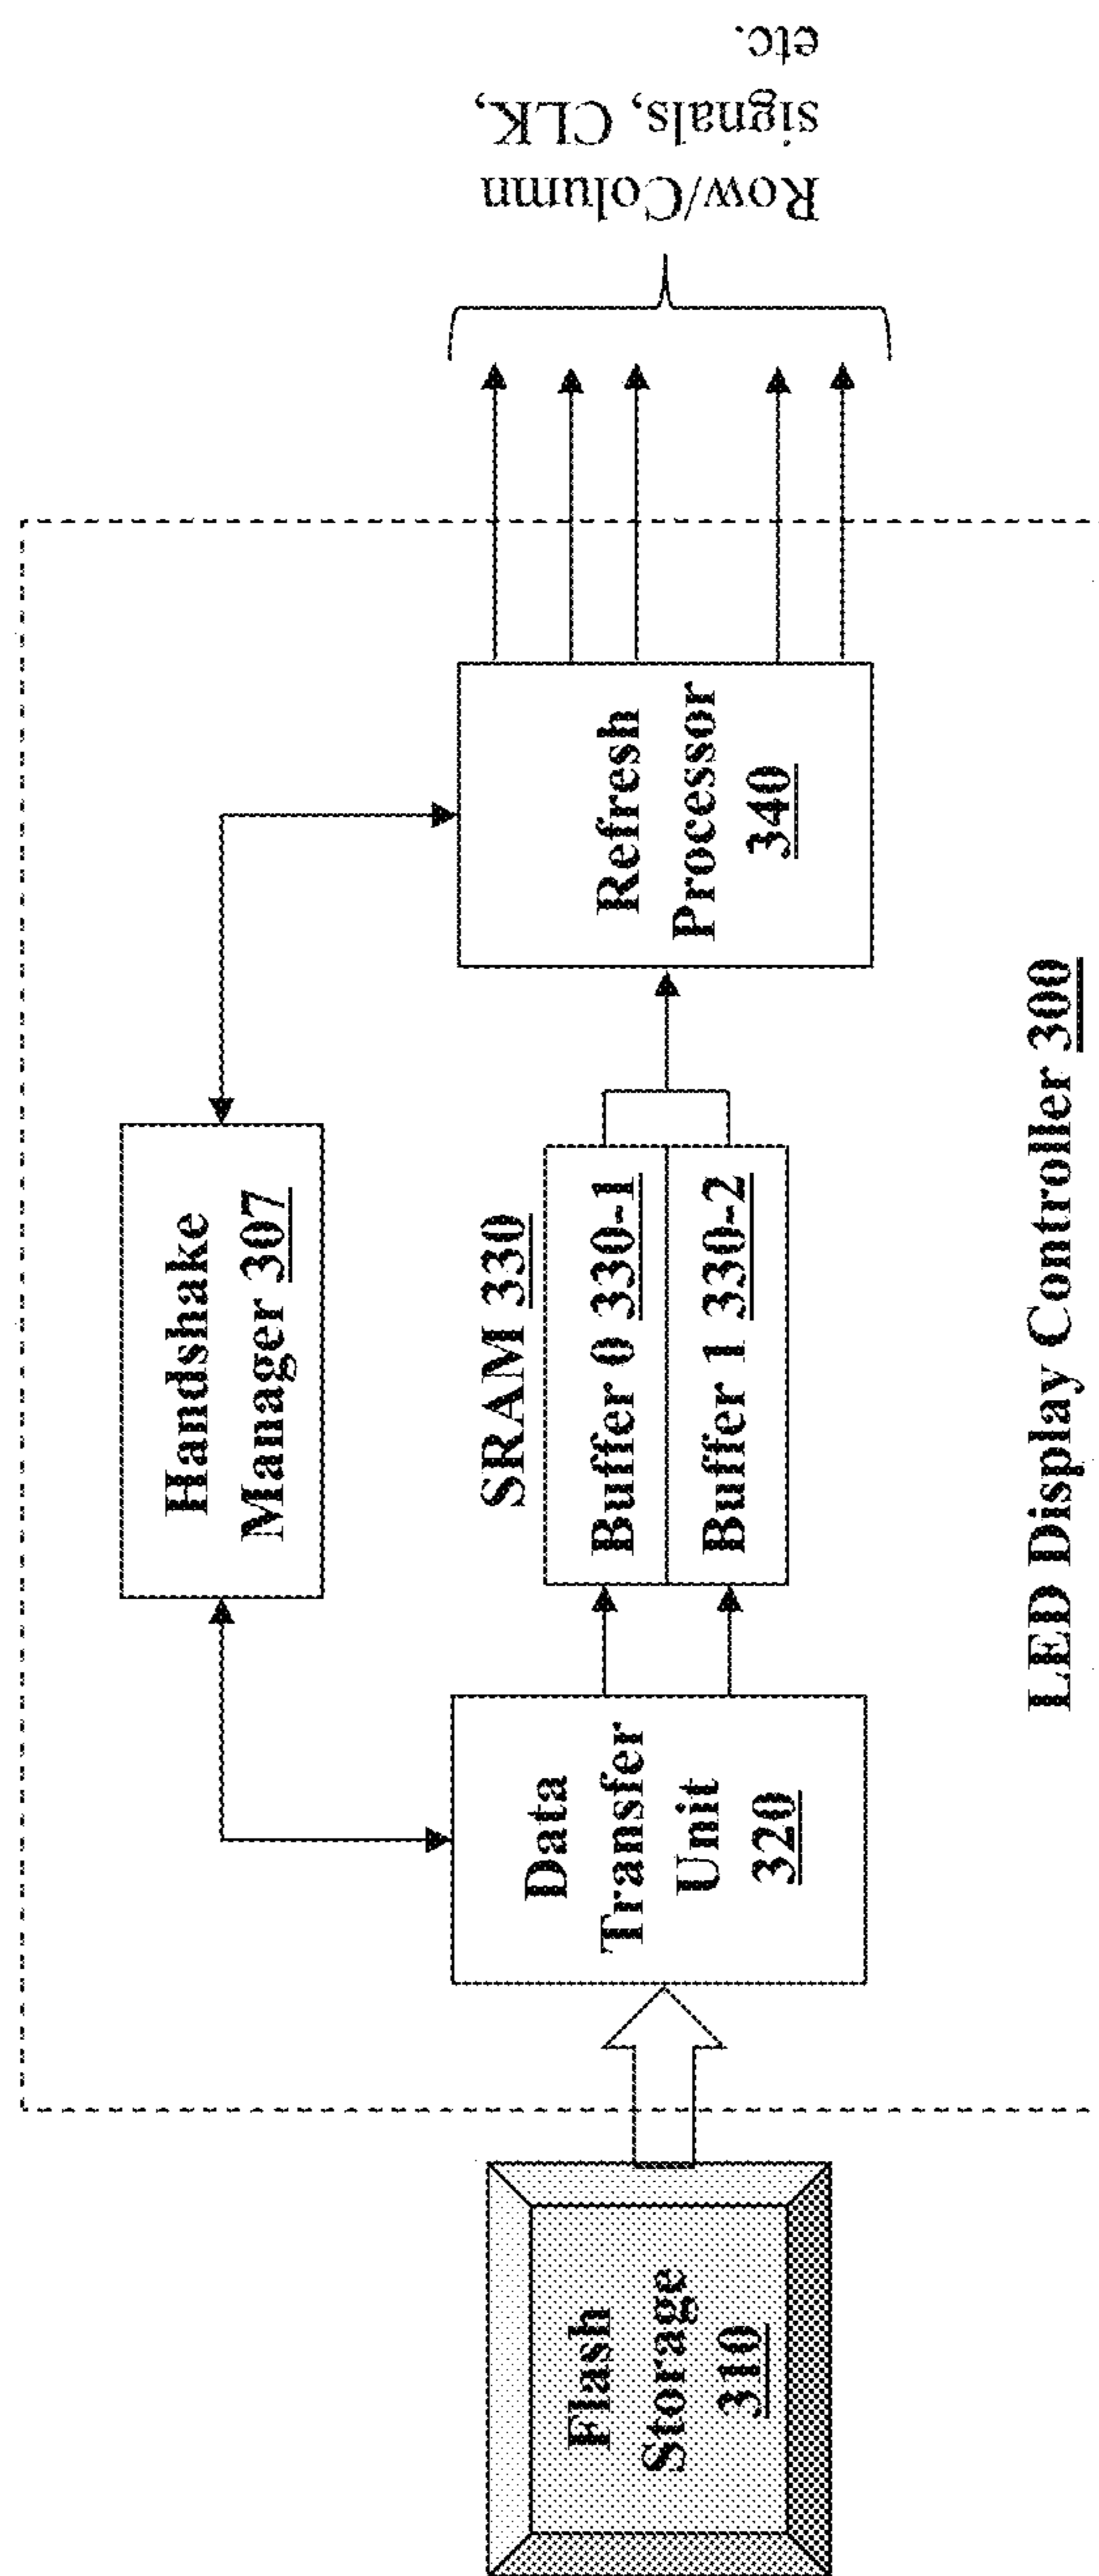 Handshake
Manager 307
Flash
Storage
310
Data
Transfer
Unit
320
SRAM 330
Buffer 0 330-1
Buffer 1 330-2
Refresh
Processor
340
Row/Column
signals, CLK,
etc.
LED Display Controller 300